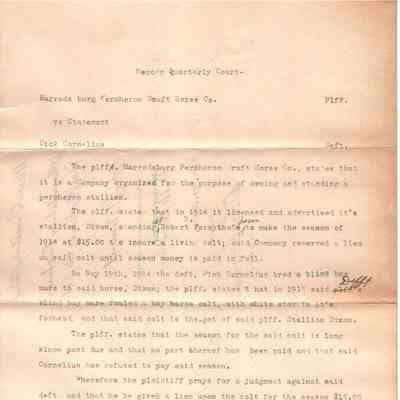 Mercer Quarterly Court-
Harrodsburg Percheron Draft Horse Co. Plff.
vs Statement
Dick Cornelius Deft.
The plff. Harrodsburg Percheron Draft Horse Co., states that
it is a Company organized for the purpose of owning and standing a
percheron stallion.
The plff. states that in 1914 it licensed and advertised it's
stallion, Dixon, standing at Robert Forsythe's farm to make the season of
1914 at $15.00 to insure a living colt; said Company reserved a lien
on said colt until season money is paid in full.
On May 19th, 1914 the deft. Dick Cornelius bred a blind bay
mare to said horse, Dixon; the plff. states that in 1915 said Deft's
blind bay mare foaled a bay horse colt, with white star in it's
forhead, and that said colt is the get of said plff. Stallion Dixon.
The plff. states that the season for the said colt is long
since past due and that no part thereof has been paid and that said
Cornelius has refused to pay said season.
Wherefore the plaintiff prays for a judgment against said
deft. and that he be given a lien upon the colt for the season $15.00